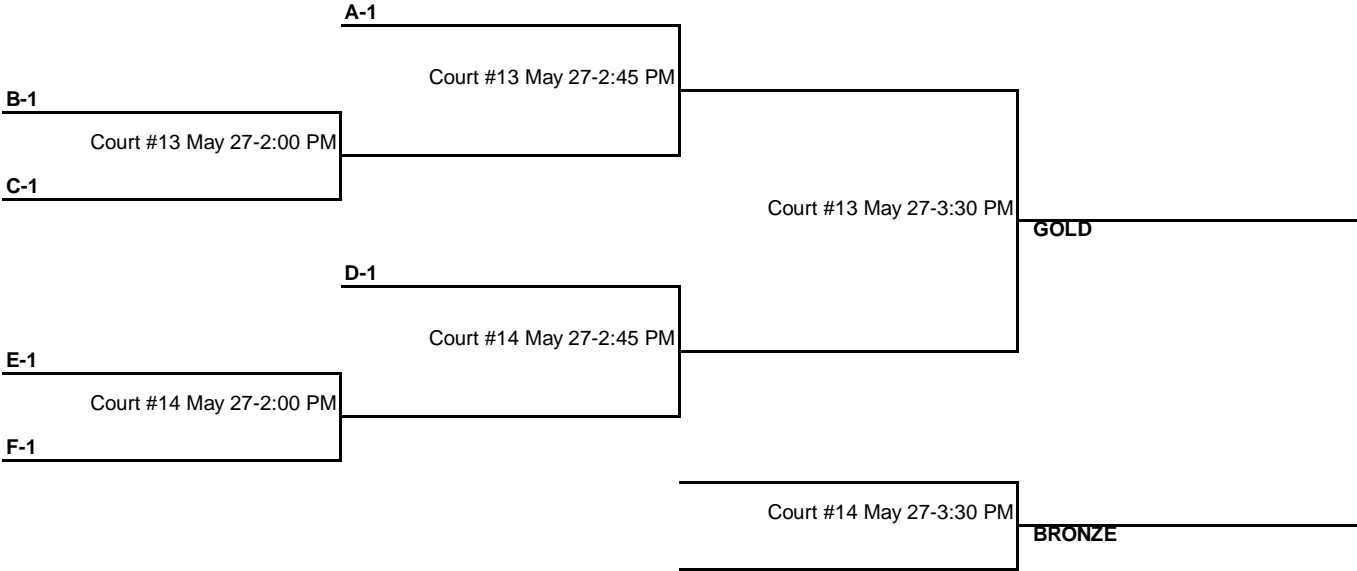 A-1
Court #13 May 27-2:45 PM
B-1
Court #13 May 27-2:00 PM
C-1
Court #13 May 27-3:30 PM
GOLD
D-1
Court #14 May 27-2:45 PM
E-1
Court #14 May 27-2:00 PM
F-1
Court #14 May 27-3:30 PM
BRONZE